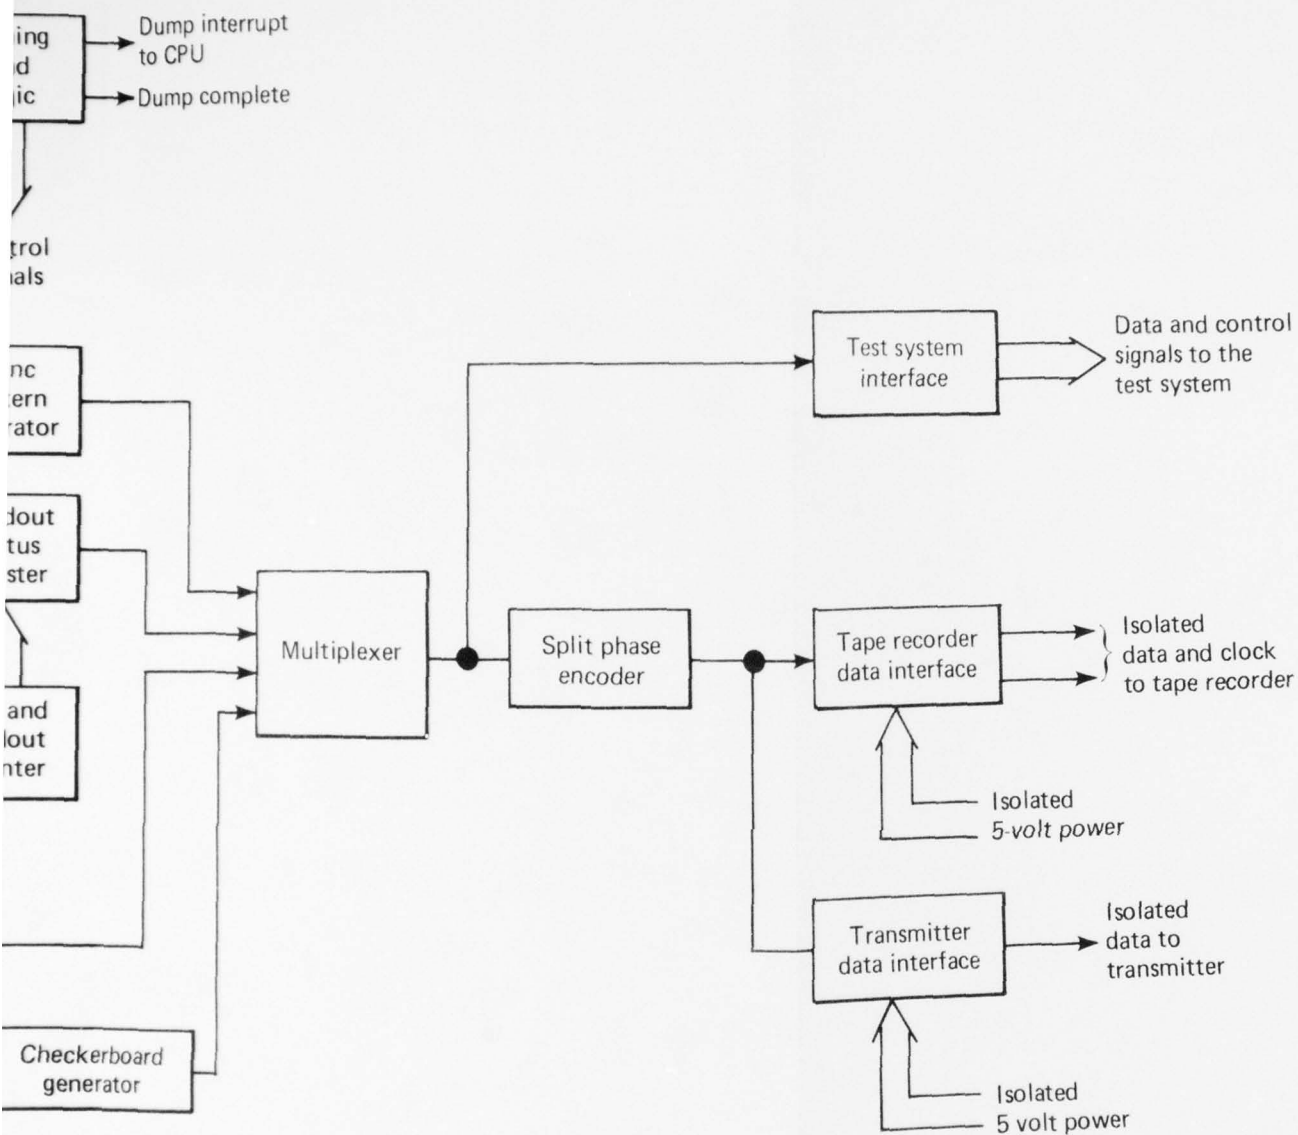 Dump interrupt
to CPU
Dump complete
Test system
interface
Data and control
signals to the
test system
Multiplexer
Split phase
encoder
Tape recorder
data interface
Isolated
data and clock
to tape recorder
and
Isolated
5-volt power
Transmitter
data interface
Isolated
data to
transmitter
Checkerboard
generator
Isolated
5 volt power